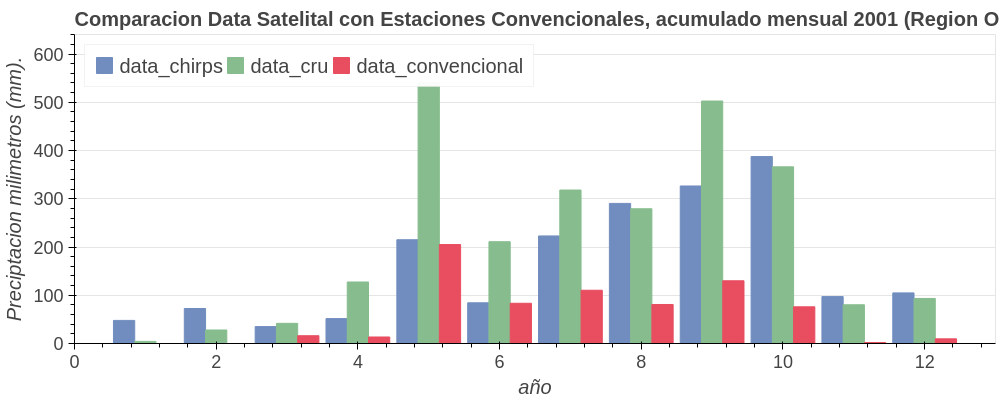 Comparacion Data Satelital con Estaciones Convencionales, acumulado mensual 2001 (Region O
data_chirps data_cru data_convencional
Preciptacion milimetros (mm).
600
500
400
300
200
100
0
0 2 4 6 8 10 12
año